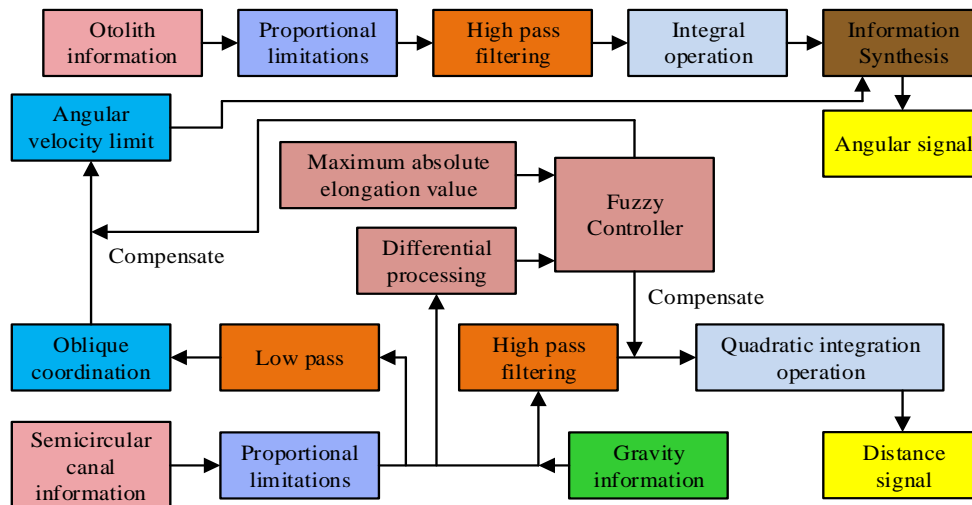 Otolith
information
Proportional
limitations
High pass
filtering
Integral
operation
Information
Synthesis
Angular
velocity limit
Maximum absolute
elongation value
Fuzzy
Controller
Angular signal
Compensate
Differential
processing
Compensate
Oblique
coordination
Low pass
High pass
filtering
Quadratic integration
operation
Semicircular
canal
information
Proportional
limitations
Gravity
information
Distance
signal